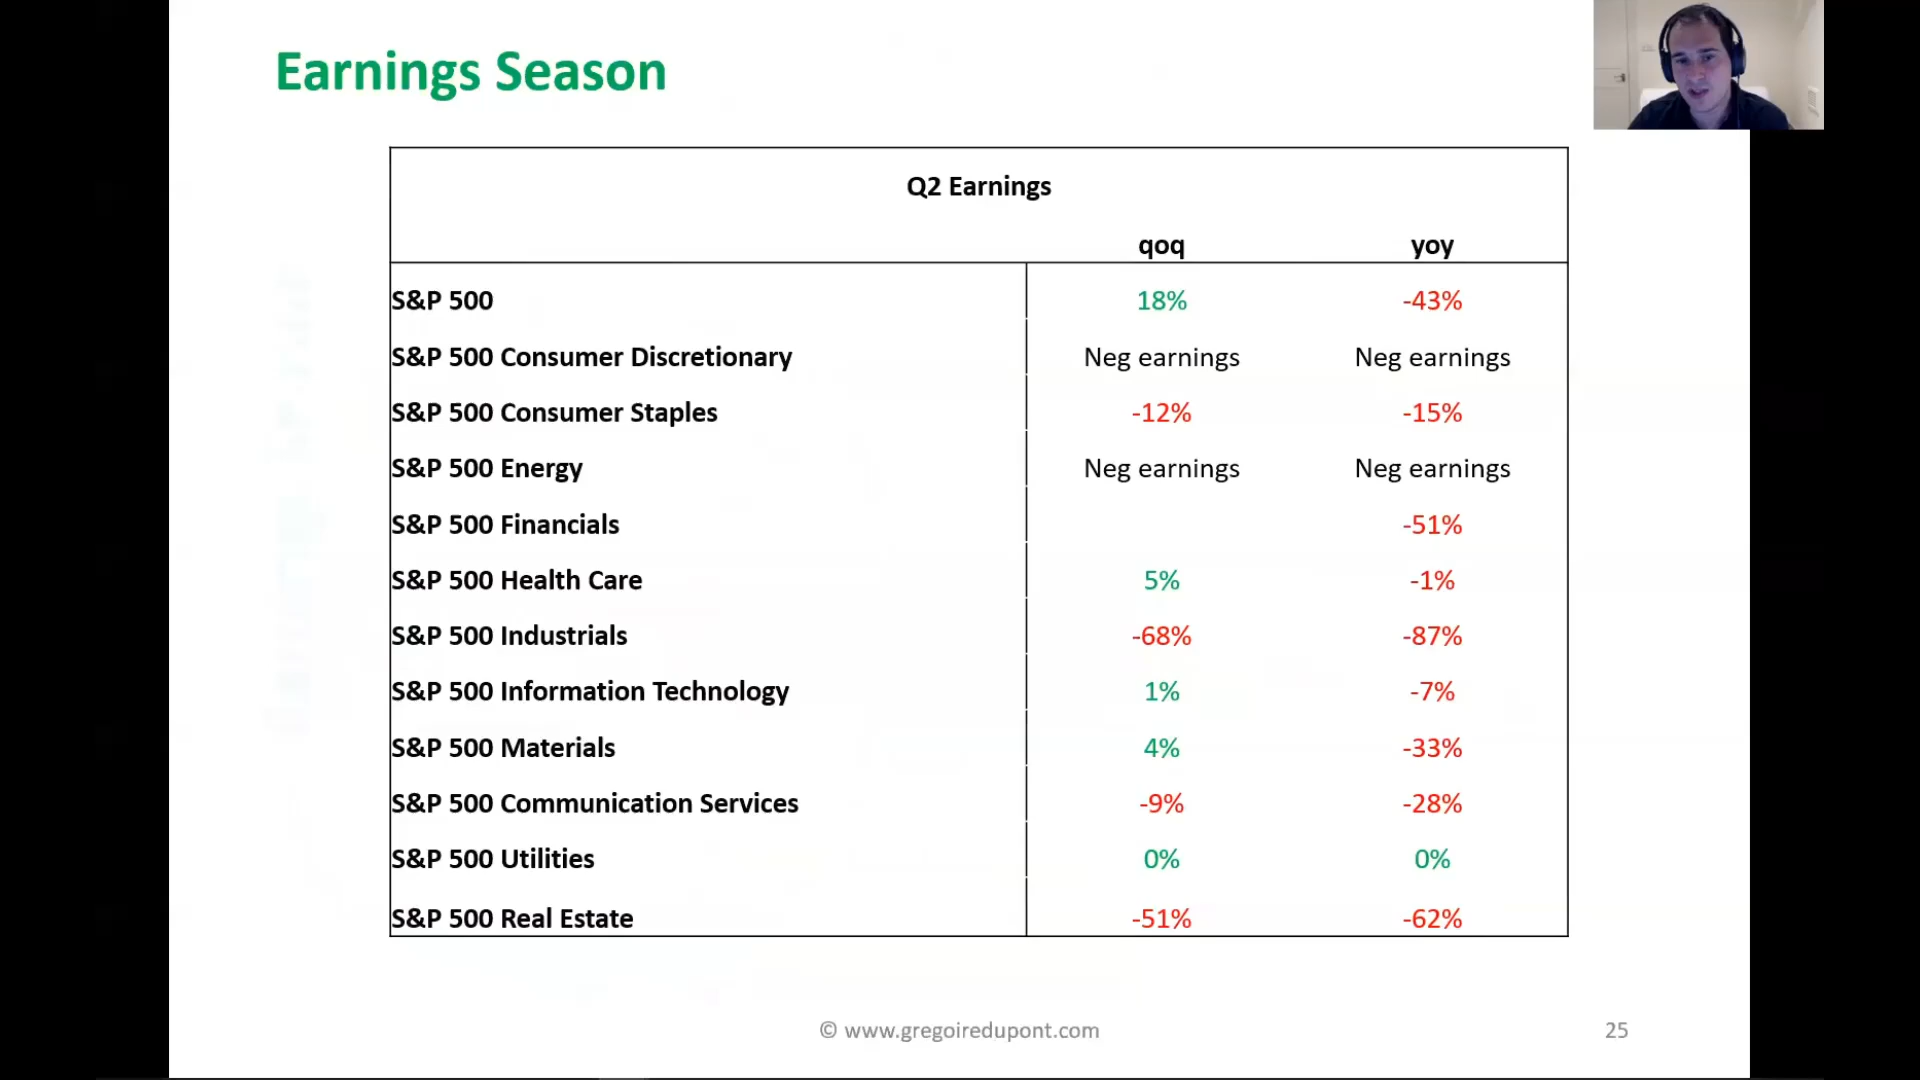 Earnings Season
Q2 Earnings
qoq yoy
S&P 500 18% -43%
S&P 500 Consumer Discretionary Neg earnings Neg earnings
S&P 500 Consumer Staples -12% -15%
S&P 500 Energy Neg earnings Neg earnings
S&P 500 Financials -51%
S&P 500 Health Care 5% -1%
S&P 500 Industrials -68% -87%
S&P 500 Information Technology 1% -7%
S&P 500 Materials 4% -33%
S&P 500 Communication Services -9% -28%
S&P 500 Utilities 0% 0%
S&P 500 Real Estate -51% -62%
© www.gregoiredupont.com 25